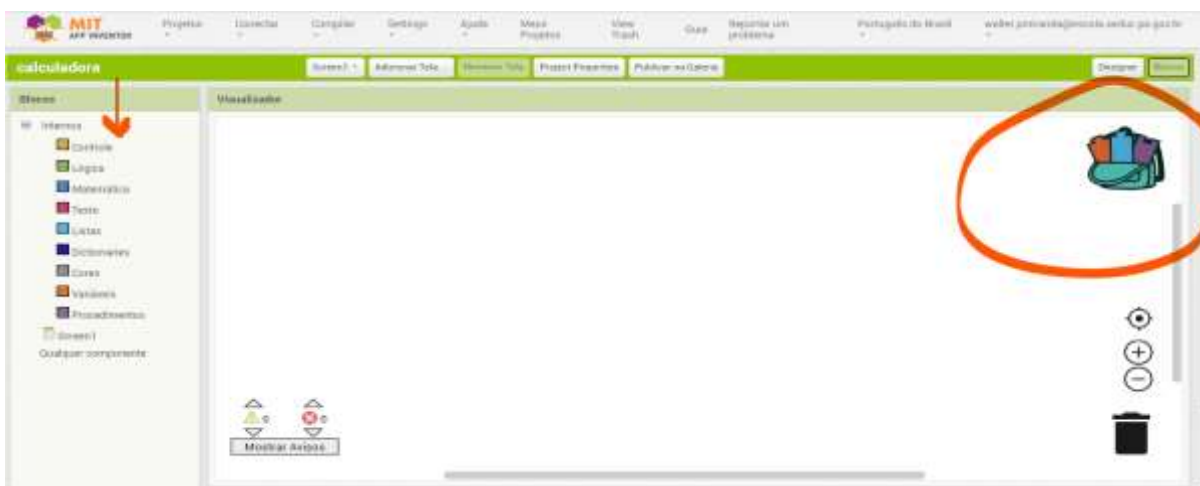 MIT
APP INVENTOR
Projetos
Conectar
Compilar
Settings
Ajuda
Meus Projetos
View Trash
Guia
Reportar um problema
Português do Brasil
calculadora
Screen1
Adicionar Tela
Remover Tela
Project Properties
Publicar na Galeria
Designer
Blocos
Blocos
Visualizador
Internos
Controle
Lógica
Matemática
Texto
Listas
Dictionaries
Cores
Variáveis
Procedimentos
Screen1
Qualquer componente
0
0
Mostrar Avisos